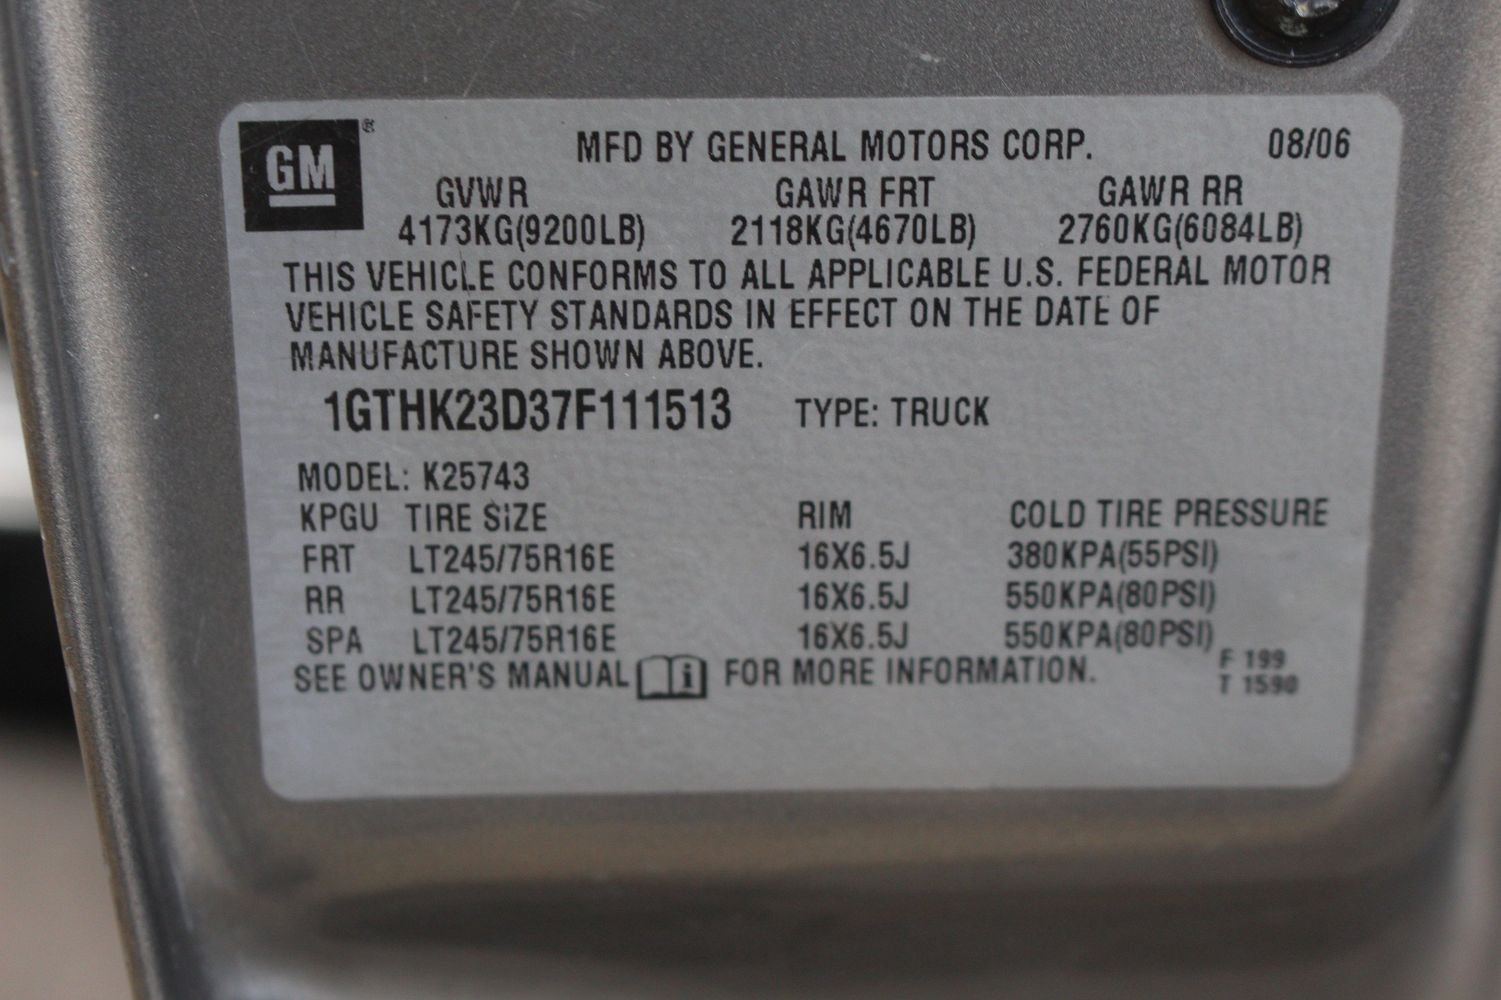 GM®
MFD BY GENERAL MOTORS CORP. 08/06
GVWR GAWR FRT GAWR RR
4173KG(9200LB) 2118KG(4670LB) 2760KG(6084LB)
THIS VEHICLE CONFORMS TO ALL APPLICABLE U.S. FEDERAL MOTOR
VEHICLE SAFETY STANDARDS IN EFFECT ON THE DATE OF
MANUFACTURE SHOWN ABOVE.
1GTHK23D37F111513 TYPE: TRUCK
MODEL: K25743
KPGU TIRE SIZE RIM COLD TIRE PRESSURE
FRT LT245/75R16E 16X6.5J 380KPA(55PSI)
RR LT245/75R16E 16X6.5J 550KPA(80PSI)
SPA LT245/75R16E 16X6.5J 550KPA(80PSI)
SEE OWNER'S MANUAL i FOR MORE INFORMATION.
F 199
T 1590